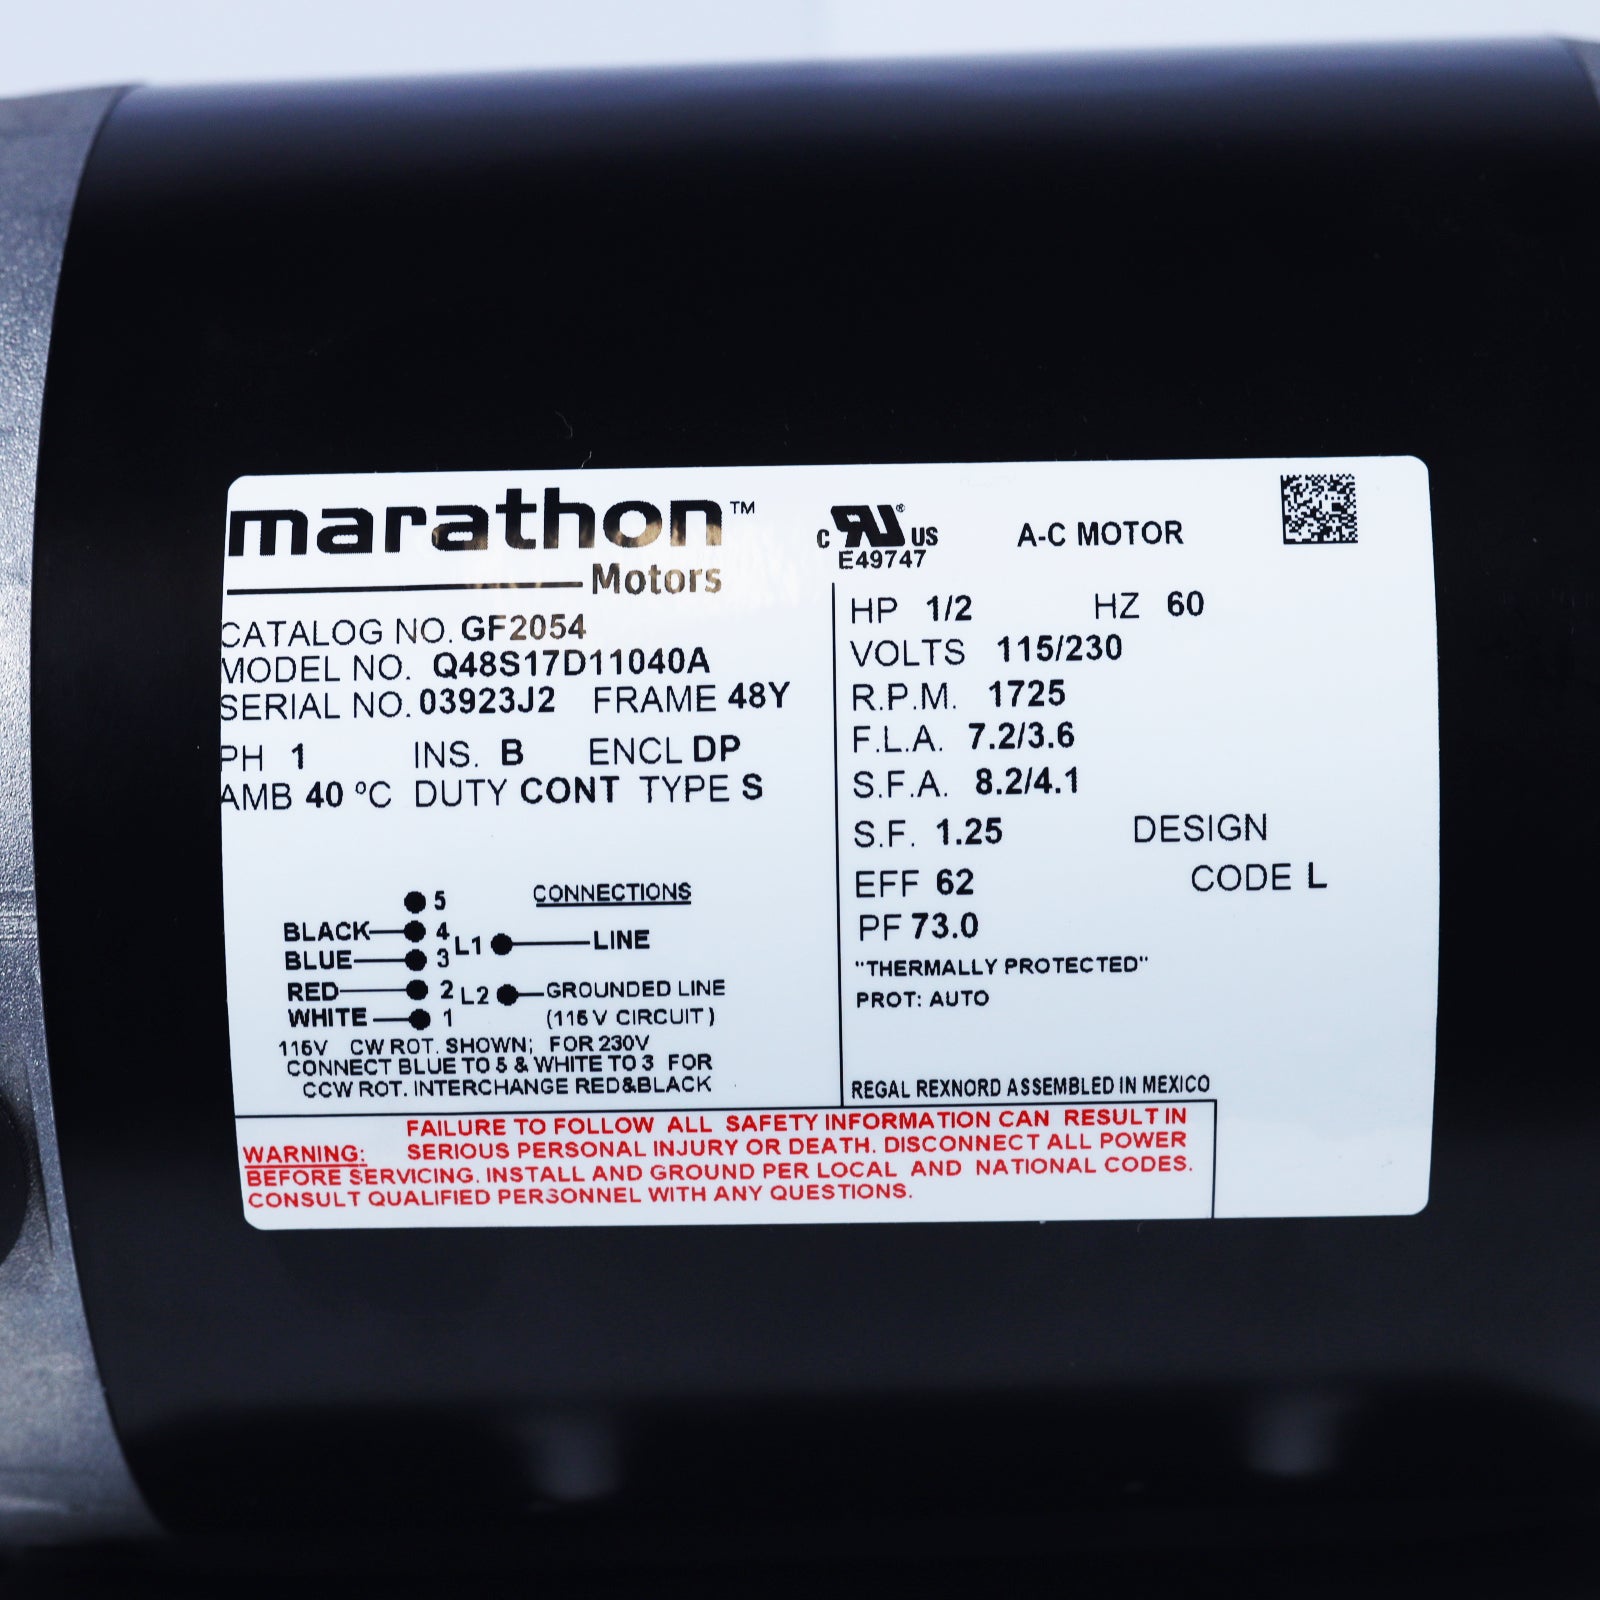 marathon™
Motors
CATALOG NO. GF2054
MODEL NO. Q48S17D11040A
SERIAL NO. 03923J2 FRAME 48Y
PH 1 INS. B ENCL DP
AMB 40 ºC DUTY CONT TYPE S
CONNECTIONS
5
BLACK 4
BLUE 3
RED 2
WHITE 1
L1 LINE
L2 GROUNDED LINE
(115V CIRCUIT)
115V CW ROT. SHOWN; FOR 230V
CONNECT BLUE TO 5 & WHITE TO 3 FOR
CCW ROT. INTERCHANGE RED&BLACK
c RU® US
E49747
A-C MOTOR
HP 1/2 HZ 60
VOLTS 115/230
R.P.M. 1725
F.L.A. 7.2/3.6
S.F.A. 8.2/4.1
S.F. 1.25 DESIGN
EFF 62 CODE L
PF 73.0
"THERMALLY PROTECTED"
PROT: AUTO
REGAL REXNORD ASSEMBLED IN MEXICO
FAILURE TO FOLLOW ALL SAFETY INFORMATION CAN RESULT IN
WARNING: SERIOUS PERSONAL INJURY OR DEATH. DISCONNECT ALL POWER
BEFORE SERVICING. INSTALL AND GROUND PER LOCAL AND NATIONAL CODES.
CONSULT QUALIFIED PERSONNEL WITH ANY QUESTIONS.